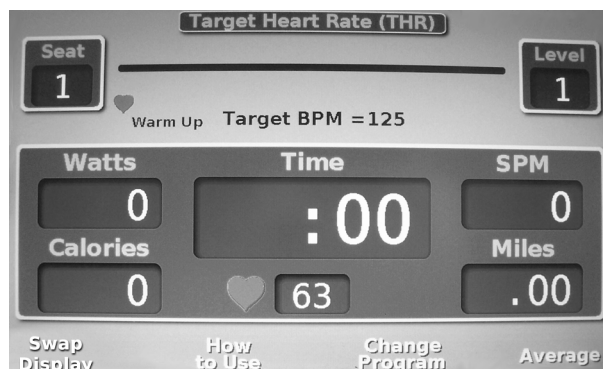 Target Heart Rate (THR)
Seat
1
Level
1
Warm Up Target BPM =125
Watts
0
Time
:00
SPM
0
Calories
0
63
Miles
.00
Swap
Display
How
to Use
Change
Program
Average